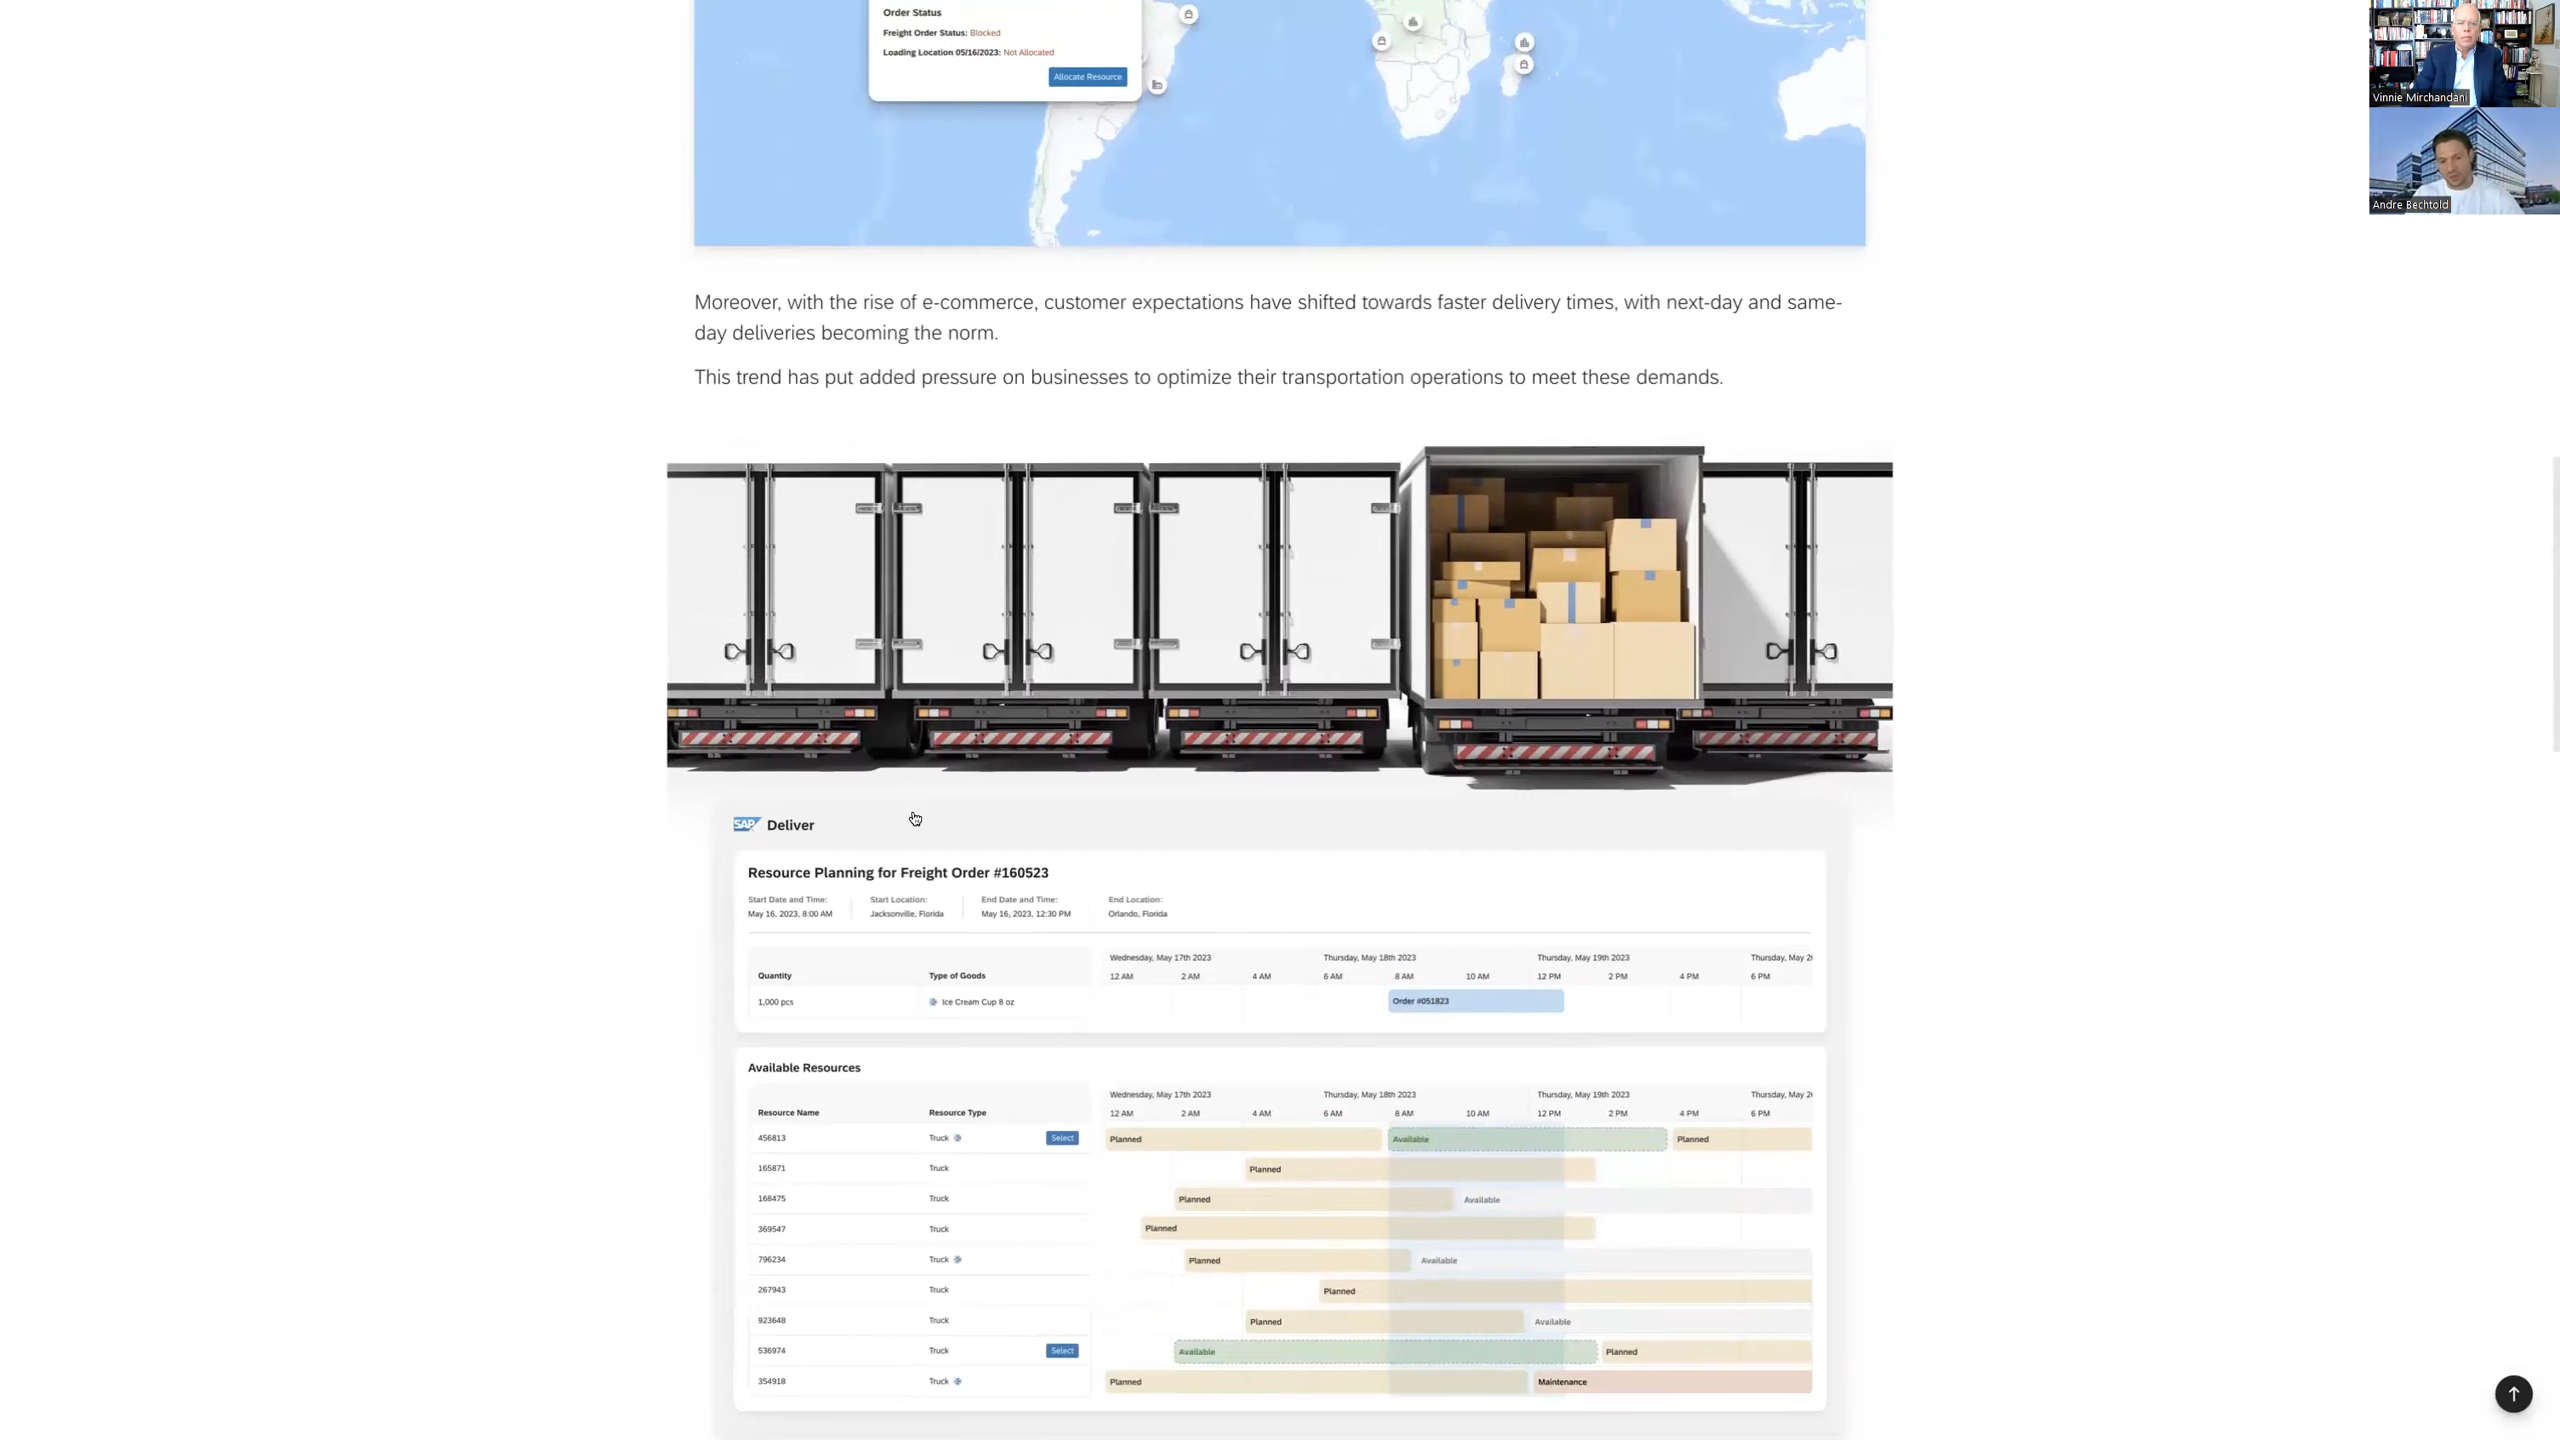 Order Status
Freight Order Status: Blocked
Loading Location 05/16/2023: Not Allocated
Allocate Resource
Vinnie Mirchandani
Andre Bechtold
Moreover, with the rise of e-commerce, customer expectations have shifted towards faster delivery times, with next-day and same-
day deliveries becoming the norm.
This trend has put added pressure on businesses to optimize their transportation operations to meet these demands.
SAP Deliver
Resource Planning for Freight Order #160523
Start Date and Time: Start Location: End Date and Time: End Location:
May 16, 2023, 8:00 AM Jacksonville, Florida May 16, 2023, 12:30 PM Orlando, Florida
Wednesday, May 17th 2023 Thursday, May 18th 2023 Thursday, May 19th 2023 Thursday, May 2
Quantity Type of Goods 12 AM 2 AM 4 AM 6 AM 8 AM 10 AM 12 PM 2 PM 4 PM 6 PM
1,000 pcs Ice Cream Cup 8 oz Order #051823
Available Resources
Wednesday, May 17th 2023 Thursday, May 18th 2023 Thursday, May 19th 2023 Thursday, May 2
Resource Name Resource Type 12 AM 2 AM 4 AM 6 AM 8 AM 10 AM 12 PM 2 PM 4 PM 6 PM
456813 Truck Select Planned Available Planned
165871 Truck Planned
168475 Truck Planned Available
369547 Truck Planned
796234 Truck Planned Available
267943 Truck Planned
923648 Truck Planned Available
536974 Truck Select Available Planned
354918 Truck Planned Maintenance